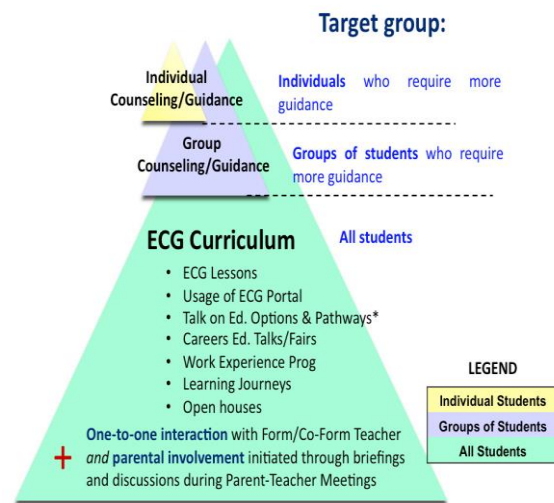 Target group:
Individual
Counseling/Guidance
Individuals who require more
guidance
Group
Counseling/Guidance
Groups of students who require
more guidance
ECG Curriculum
All students
• ECG Lessons
• Usage of ECG Portal
• Talk on Ed. Options & Pathways*
• Careers Ed. Talks/Fairs
• Work Experience Prog
• Learning Journeys
• Open houses
+ One-to-one interaction with Form/Co-Form Teacher
and parental involvement initiated through briefings
and discussions during Parent-Teacher Meetings
LEGEND
Individual Students
Groups of Students
All Students